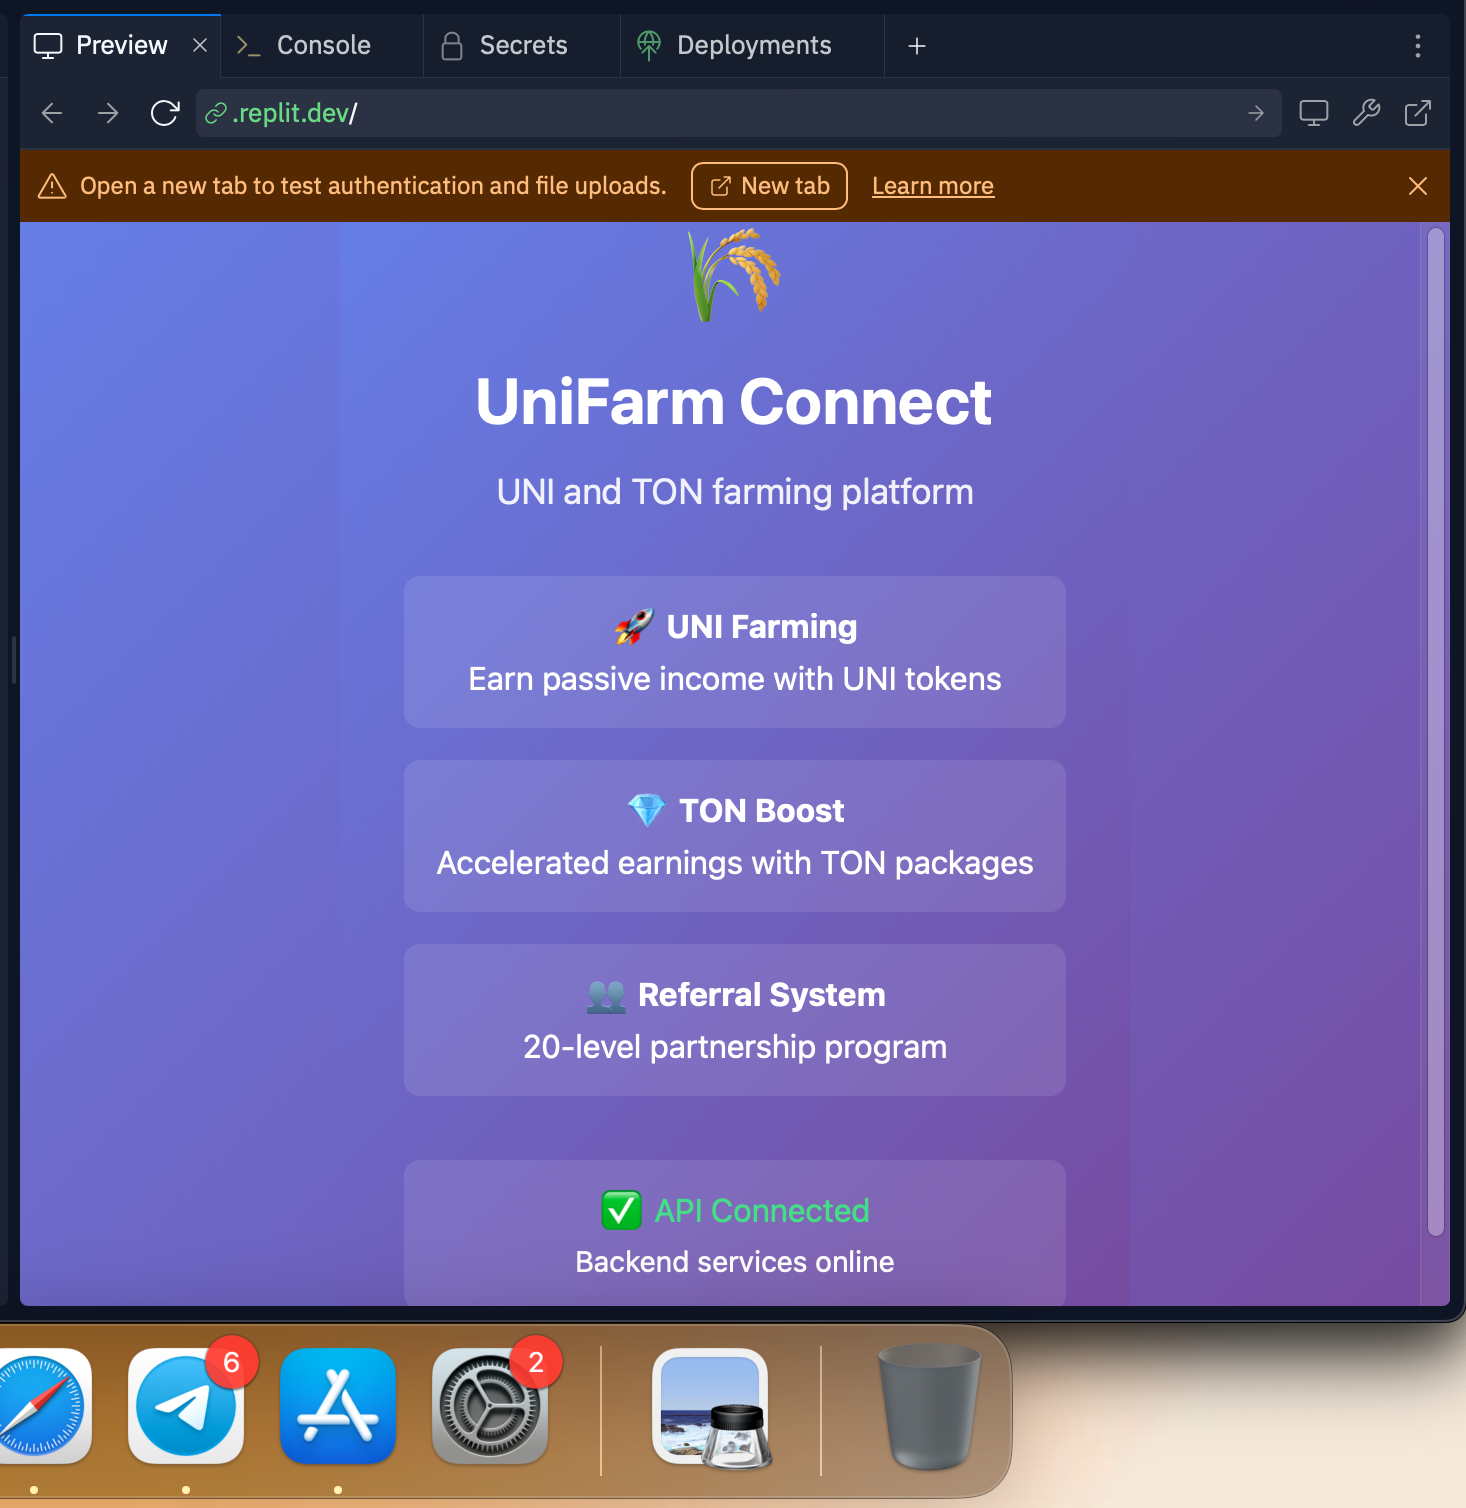 Preview
Console
Secrets
Deployments
.replit.dev/
Open a new tab to test authentication and file uploads.
New tab
Learn more
UniFarm Connect
UNI and TON farming platform
UNI Farming
Earn passive income with UNI tokens
TON Boost
Accelerated earnings with TON packages
Referral System
20-level partnership program
API Connected
Backend services online
6
2